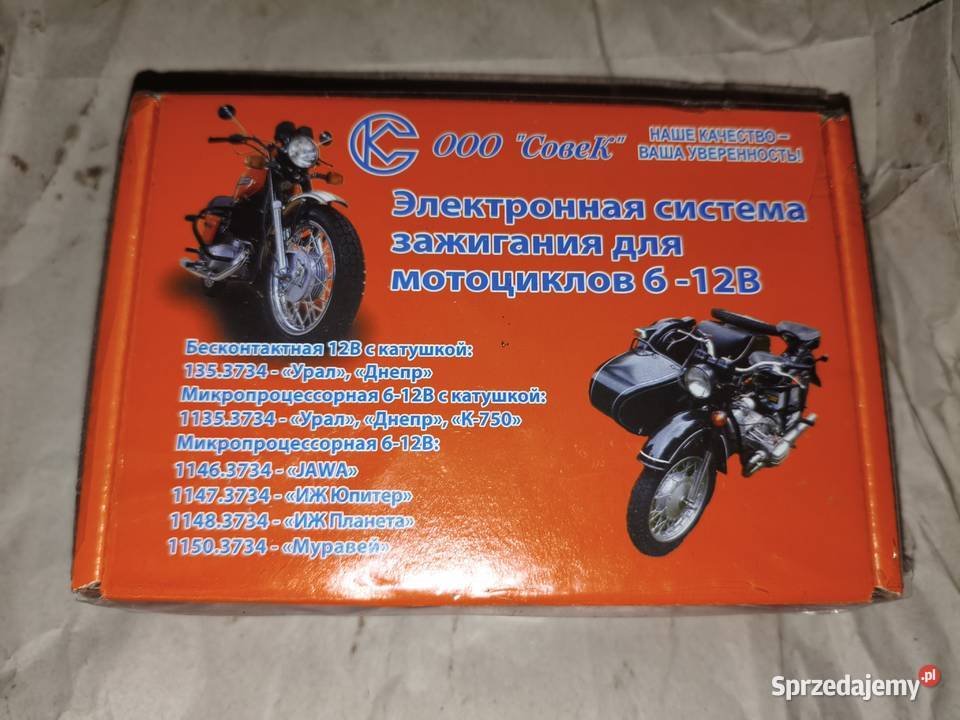 СК ООО "СовеК"
НАШЕ КАЧЕСТВО –
ВАША УВЕРЕННОСТЬ!
Электронная система
зажигания для
мотоциклов 6 -12В
Бесконтактная 12В с катушкой:
135.3734 - «Урал», «Днепр»
Микропроцессорная 6-12В с катушкой:
1135.3734 - «Урал», «Днепр», «К-750»
Микропроцессорная 6-12В:
1146.3734 - «JAWA»
1147.3734 - «ИЖ Юпитер»
1148.3734 - «ИЖ Планета»
1150.3734 - «Муравей»
Sprzedajemy.pl